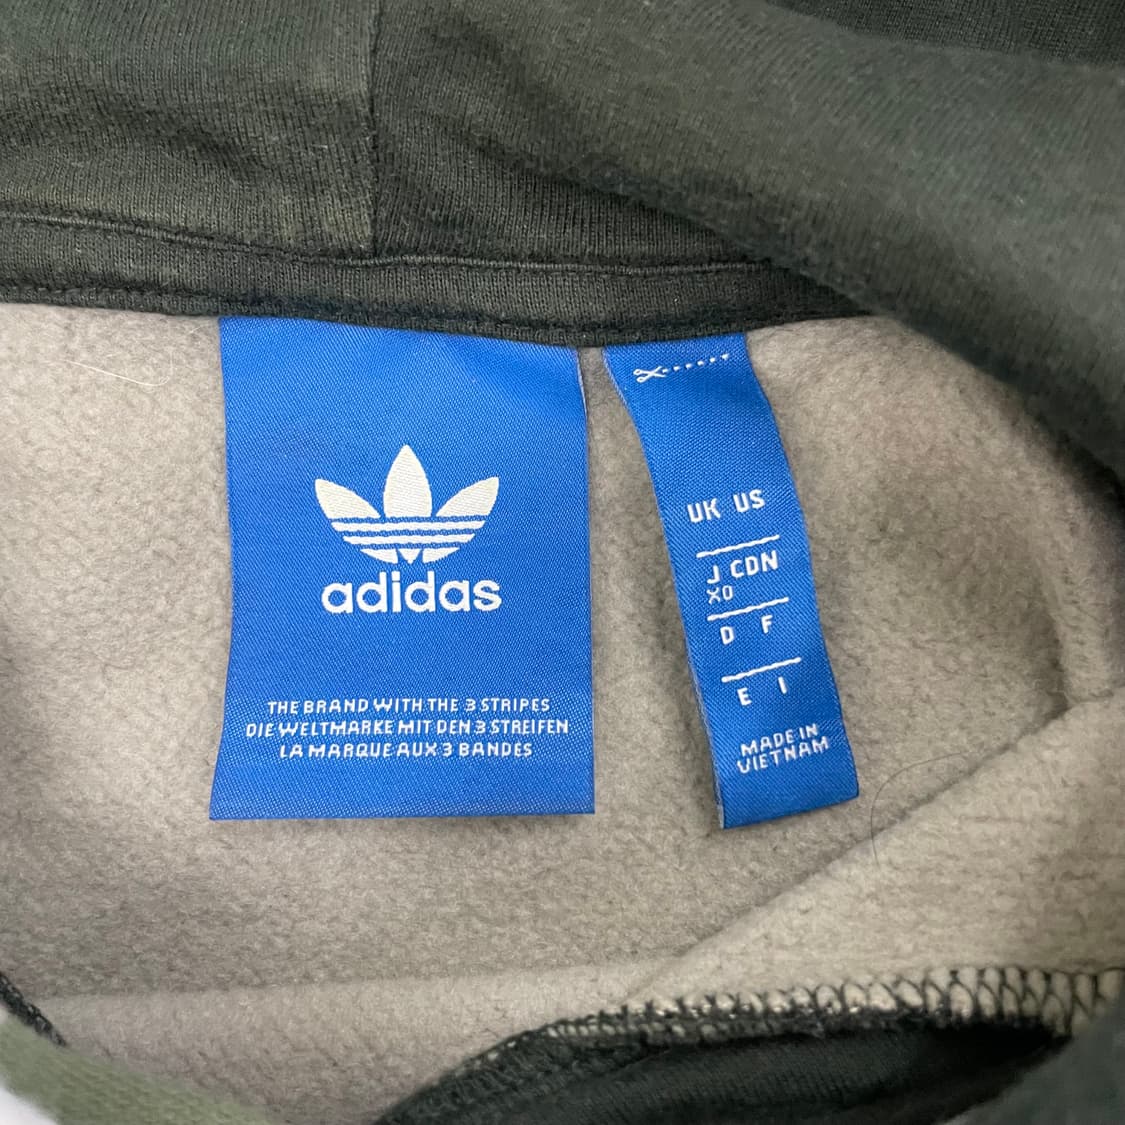 adidas
THE BRAND WITH THE 3 STRIPES
DIE WELTMARKE MIT DEN 3 STREIFEN
LA MARQUE AUX 3 BANDES
UK US
J CDN
XO
D F
E I
MADE IN
VIETNAM